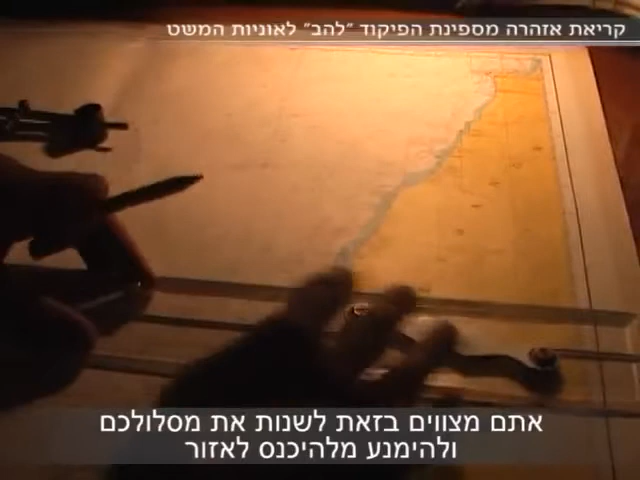 קריאת אזהרה מספינת הפיקוד "להב" לאוניות המשט
אתם מצווים בזאת לשנות את מסלולכם
ולהימנע מלהיכנס לאזור